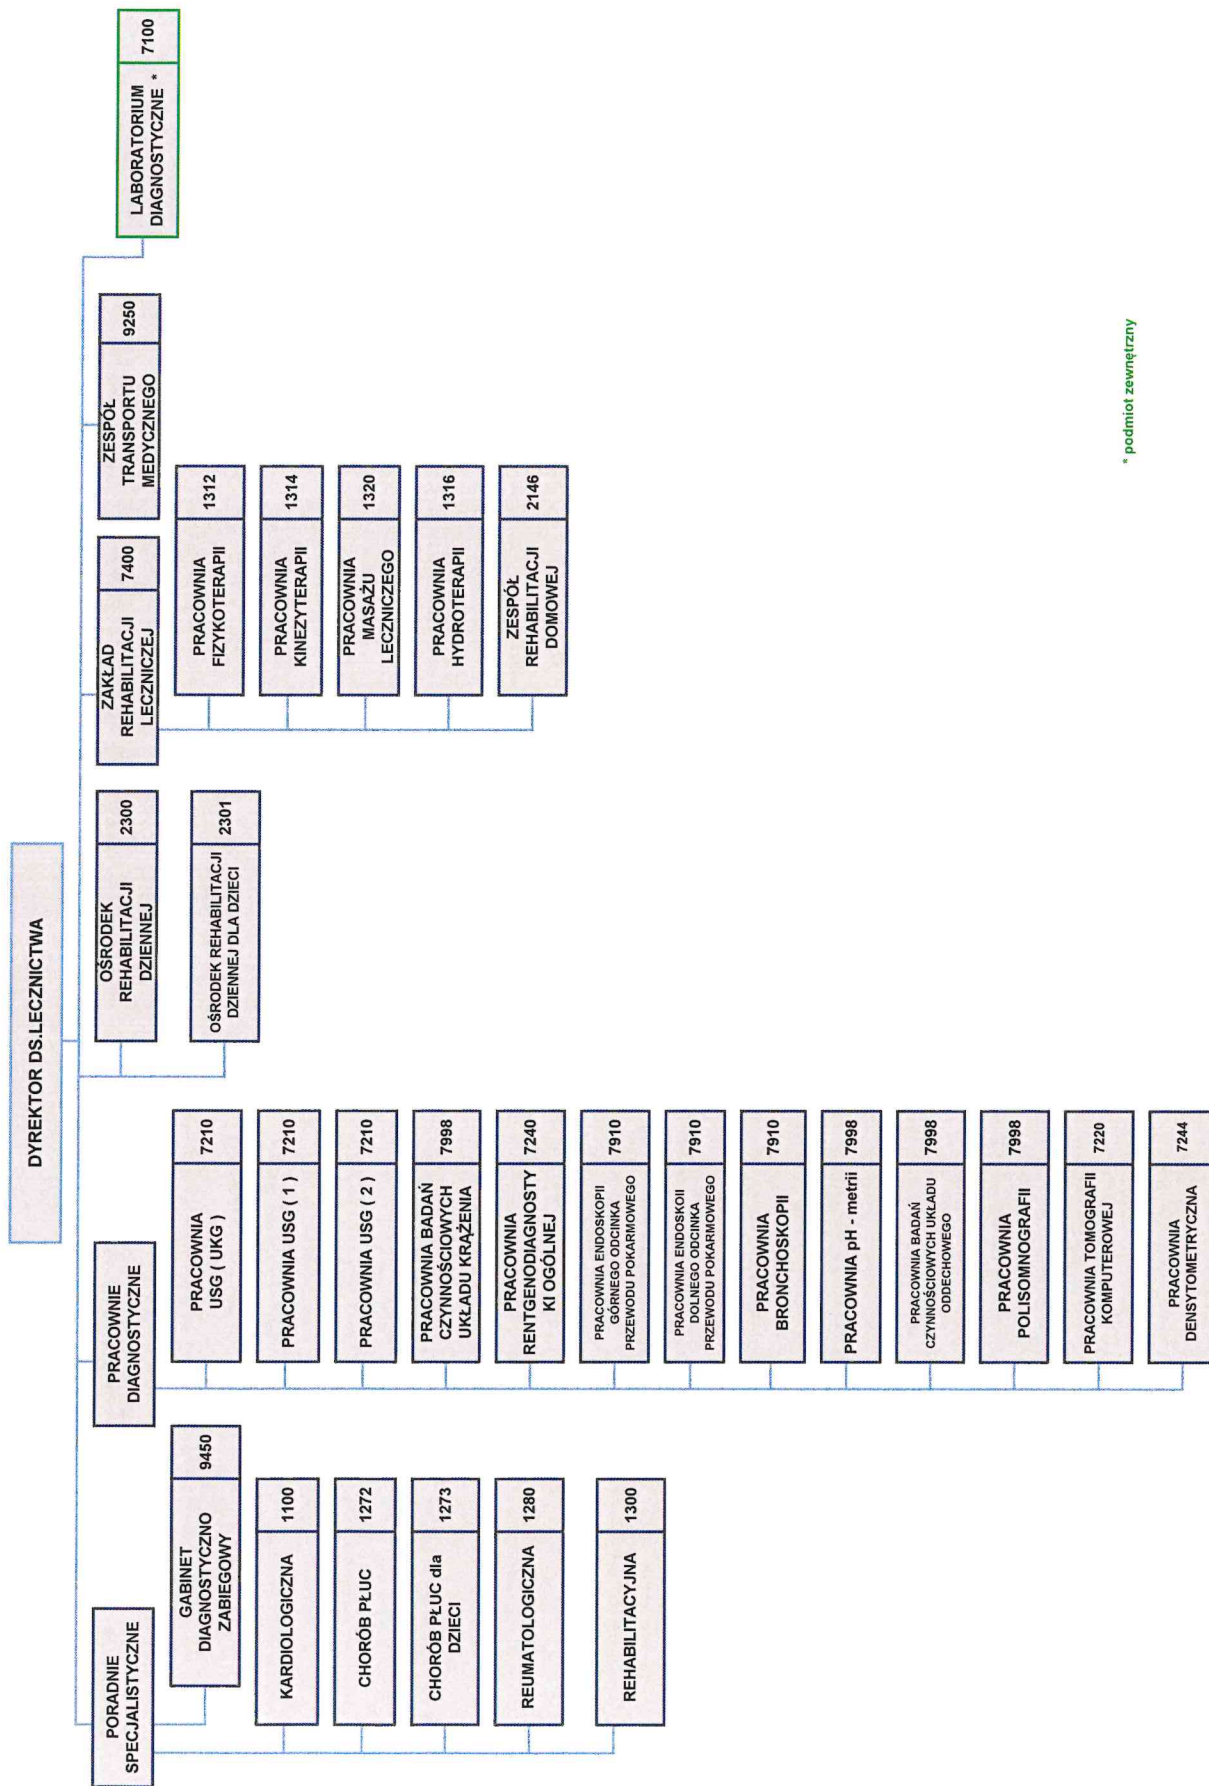 DYREKTOR DS.LECZNICTWA
PORADNIE
SPECJALISTYCZNE
GABINET
DIAGNOSTYCZNO
ZABIEGOWY
9450
KARDIOLOGICZNA
1100
CHORÓB PŁUC
1272
CHORÓB PŁUC dla
DZIECI
1273
REUMATOLOGICZNA
1280
REHABILITACYJNA
1300
PRACOWNIE
DIAGNOSTYCZNE
PRACOWNIA
USG ( UKG )
7210
PRACOWNIA USG ( 1 )
7210
PRACOWNIA USG ( 2 )
7210
PRACOWNIA BADAŃ
CZYNNOŚCIOWYCH
UKŁADU KRĄŻENIA
7998
PRACOWNIA
RENTGENODIAGNOSTY
KI OGÓLNEJ
7240
PRACOWNIA ENDOSKOPII
GÓRNEGO ODCINKA
PRZEWODU POKARMOWEGO
7910
PRACOWNIA ENDOSKOII
DOLNEGO ODCINKA
PRZEWODU POKARMOWEGO
7910
PRACOWNIA
BRONCHOSKOPII
7910
PRACOWNIA pH - metrii
7998
PRACOWNIA BADAŃ
CZYNNOŚCIOWYCH UKŁADU
ODDECHOWEGO
7998
PRACOWNIA
POLISOMNOGRAFII
7998
PRACOWNIA TOMOGRAFII
KOMPUTEROWEJ
7220
PRACOWNIA
DENSYTOMETRYCZNA
7244
OŚRODEK
REHABILITACJI
DZIENNEJ
2300
OŚRODEK REHABILITACJI
DZIENNEJ DLA DZIECI
2301
ZAKŁAD
REHABILITACJI
LECZNICZEJ
7400
PRACOWNIA
FIZYKOTERAPII
1312
PRACOWNIA
KINEZYTERAPII
1314
PRACOWNIA
MASAŻU
LECZNICZEGO
1320
PRACOWNIA
HYDROTERAPII
1316
ZESPÓŁ
REHABILITACJI
DOMOWEJ
2146
ZESPÓŁ
TRANSPORTU
MEDYCZNEGO
9250
LABORATORIUM
DIAGNOSTYCZNE *
7100
* podmiot zewnętrzny